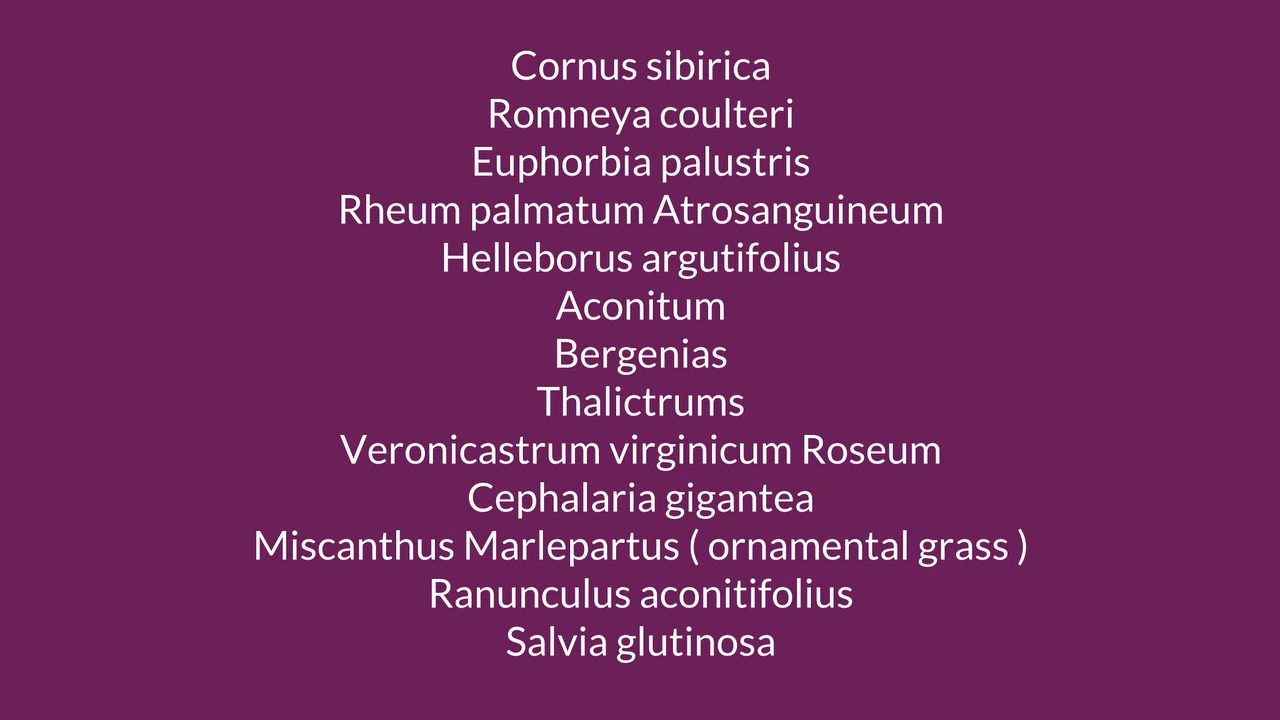 Cornus sibirica
Romneya coulteri
Euphorbia palustris
Rheum palmatum Atrosanguineum
Helleborus argutifolius
Aconitum
Bergenias
Thalictrums
Veronicastrum virginicum Roseum
Cephalaria gigantea
Miscanthus Marlepartus ( ornamental grass )
Ranunculus aconitifolius
Salvia glutinosa